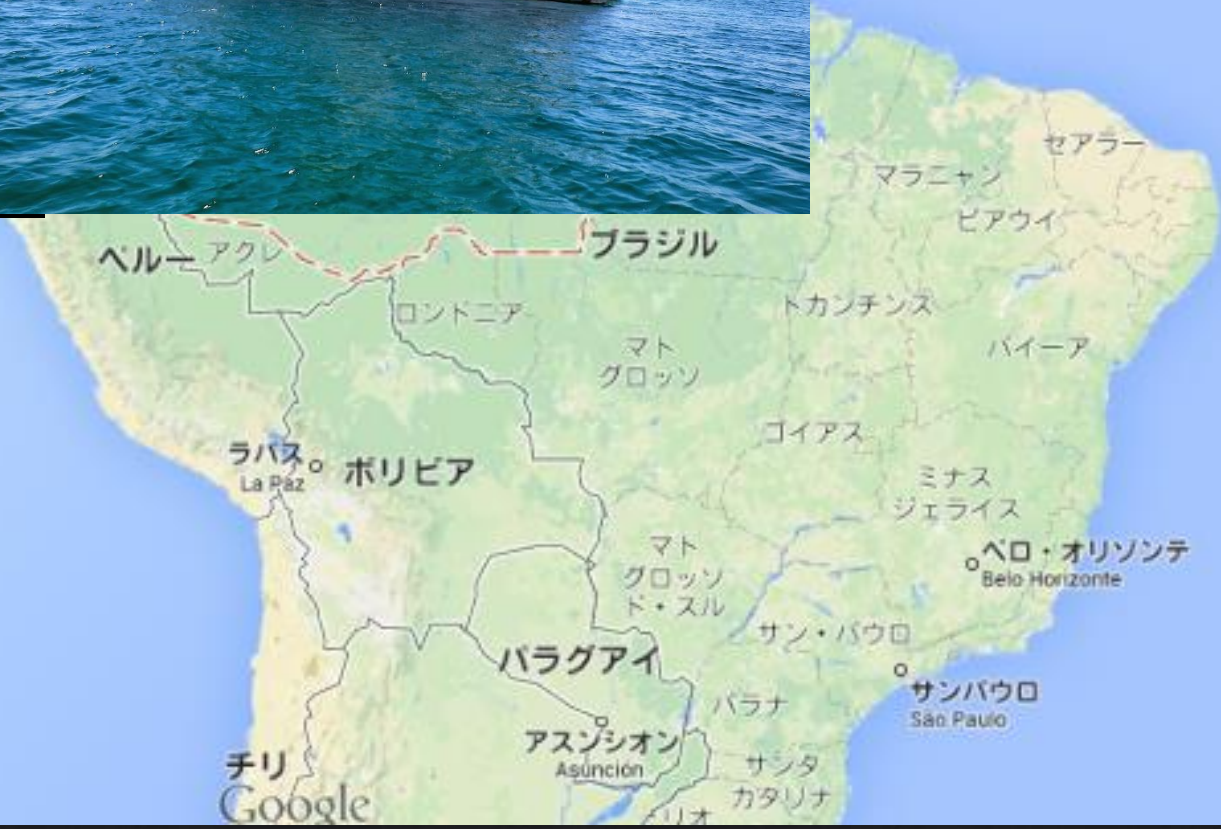 セアラー
マラニャン
ピアウイ
ブラジル
ペルー
アクレ
ロンドニア
トカンチンス
マト
グロッソ
バイーア
ゴイアス
ラパス
La Paz
ボリビア
ミナス
ジェライス
マト
グロッソ
ド・スル
ベロ・オリゾンテ
Belo Horizonte
サン・パウロ
パラグアイ
サンパウロ
São Paulo
パラナ
アスンシオン
Asunción
チリ
サンタ
カタリナ
Google
リオ